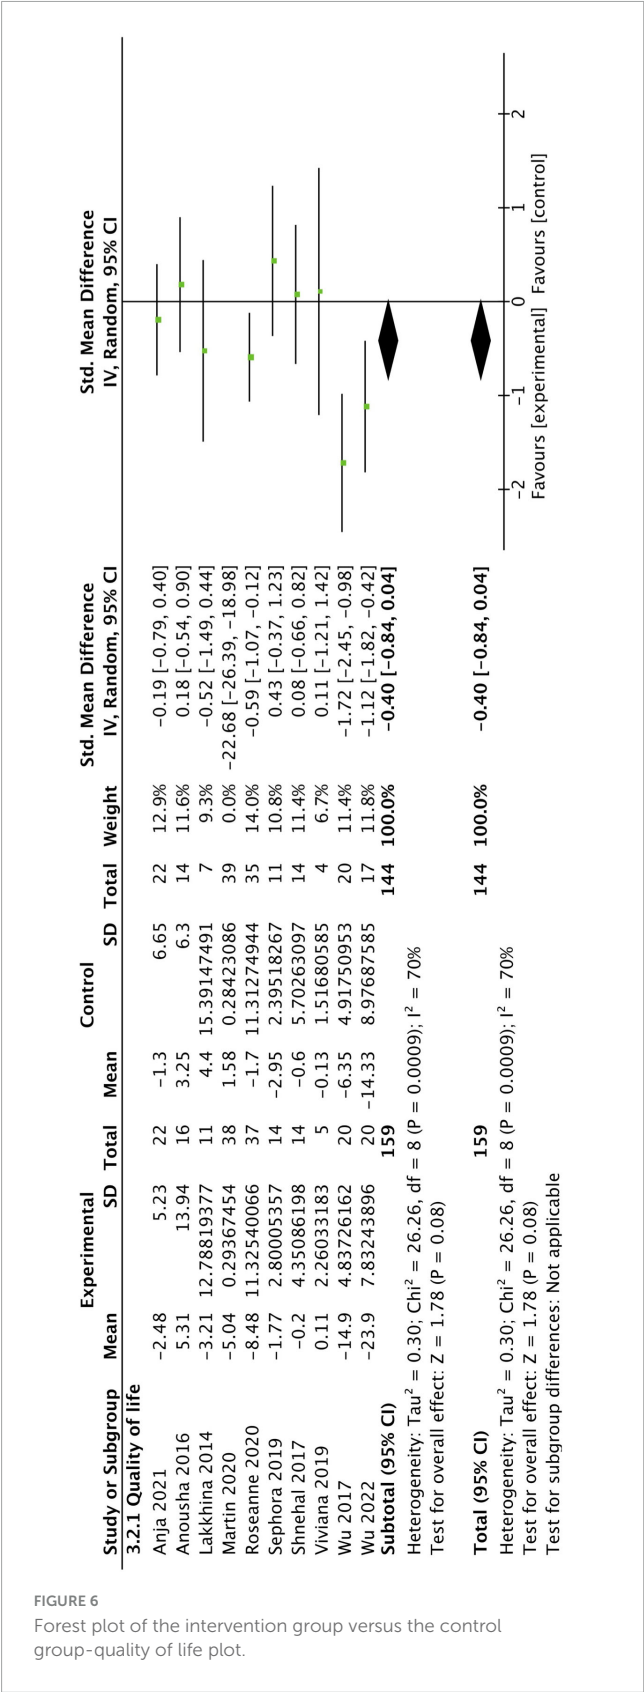 Experimental Control Std. Mean Difference Std. Mean Difference
Study or Subgroup Mean SD Total Mean SD Total Weight IV, Random, 95% CI IV, Random, 95% CI
3.2.1 Quality of life
Anja 2021 −2.48 5.23 22 −1.3 6.65 22 12.9% −0.19 [−0.79, 0.40]
Anousha 2016 5.31 13.94 16 3.25 6.3 14 11.6% 0.18 [−0.54, 0.90]
Lakkhina 2014 −3.21 12.78819377 11 4.4 15.39147491 7 9.3% −0.52 [−1.49, 0.44]
Martin 2020 −5.04 0.29367454 38 1.58 0.28423086 39 0.0% −22.68 [−26.39, −18.98]
Roseanne 2020 −8.48 11.32540066 37 −1.7 11.31274944 35 14.0% −0.59 [−1.07, −0.12]
Sephora 2019 −1.77 2.80005357 14 −2.95 2.39518267 11 10.8% 0.43 [−0.37, 1.23]
Shnehal 2017 −0.2 4.35086198 14 −0.6 5.70263097 14 11.4% 0.08 [−0.66, 0.82]
Viviana 2019 0.11 2.26033183 5 −0.13 1.51680585 4 6.7% 0.11 [−1.21, 1.42]
Wu 2017 −14.9 4.83726162 20 −6.35 4.91750953 20 11.4% −1.72 [−2.45, −0.98]
Wu 2022 −23.9 7.83243896 20 −14.33 8.97687585 17 11.8% −1.12 [−1.82, −0.42]
Subtotal (95% CI) 159 144 100.0% −0.40 [−0.84, 0.04]
Heterogeneity: Tau² = 0.30; Chi² = 26.26, df = 8 (P = 0.0009); I² = 70%
Test for overall effect: Z = 1.78 (P = 0.08)
Total (95% CI) 159 144 100.0% −0.40 [−0.84, 0.04]
Heterogeneity: Tau² = 0.30; Chi² = 26.26, df = 8 (P = 0.0009); I² = 70%
Test for overall effect: Z = 1.78 (P = 0.08)
Test for subgroup differences: Not applicable
−2 −1 0 1 2
Favours [experimental] Favours [control]
FIGURE 6
Forest plot of the intervention group versus the control
group-quality of life plot.